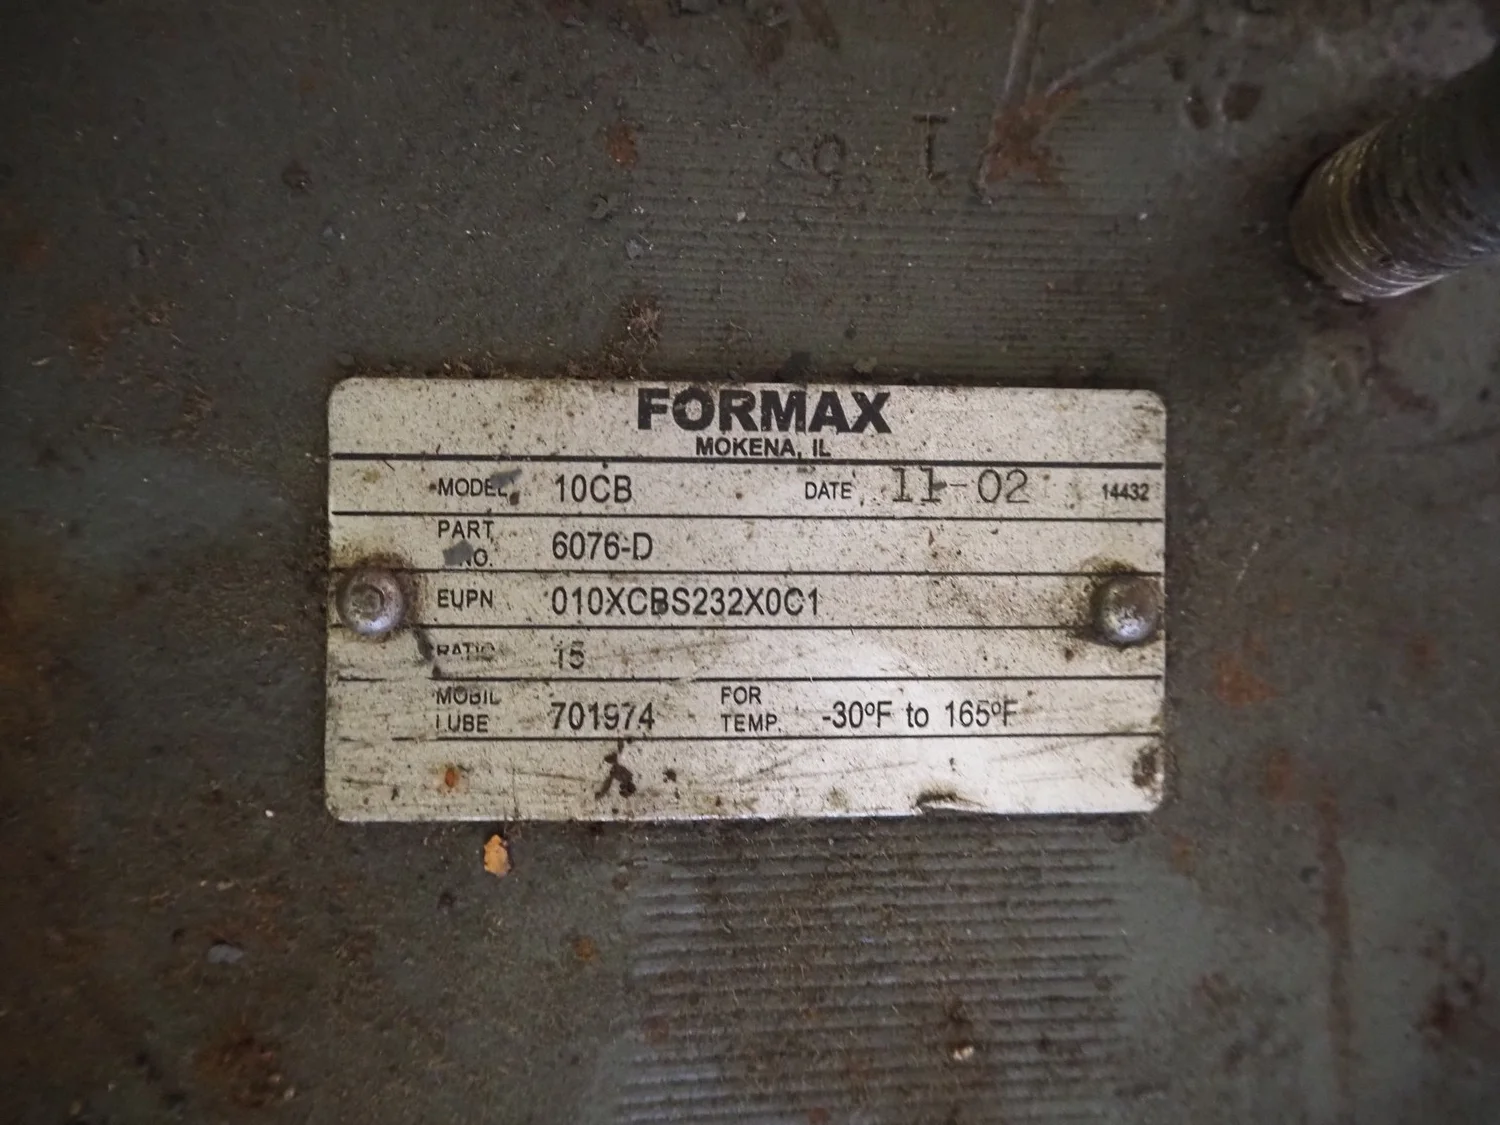 FORMAX
MOKENA, IL
MODEL 10CB DATE 11-02 14432
PART NO. 6076-D
EUPN 010XCBS232X0C1
RATIO 15
MOBIL LUBE 701974 FOR TEMP. -30ºF to 165ºF